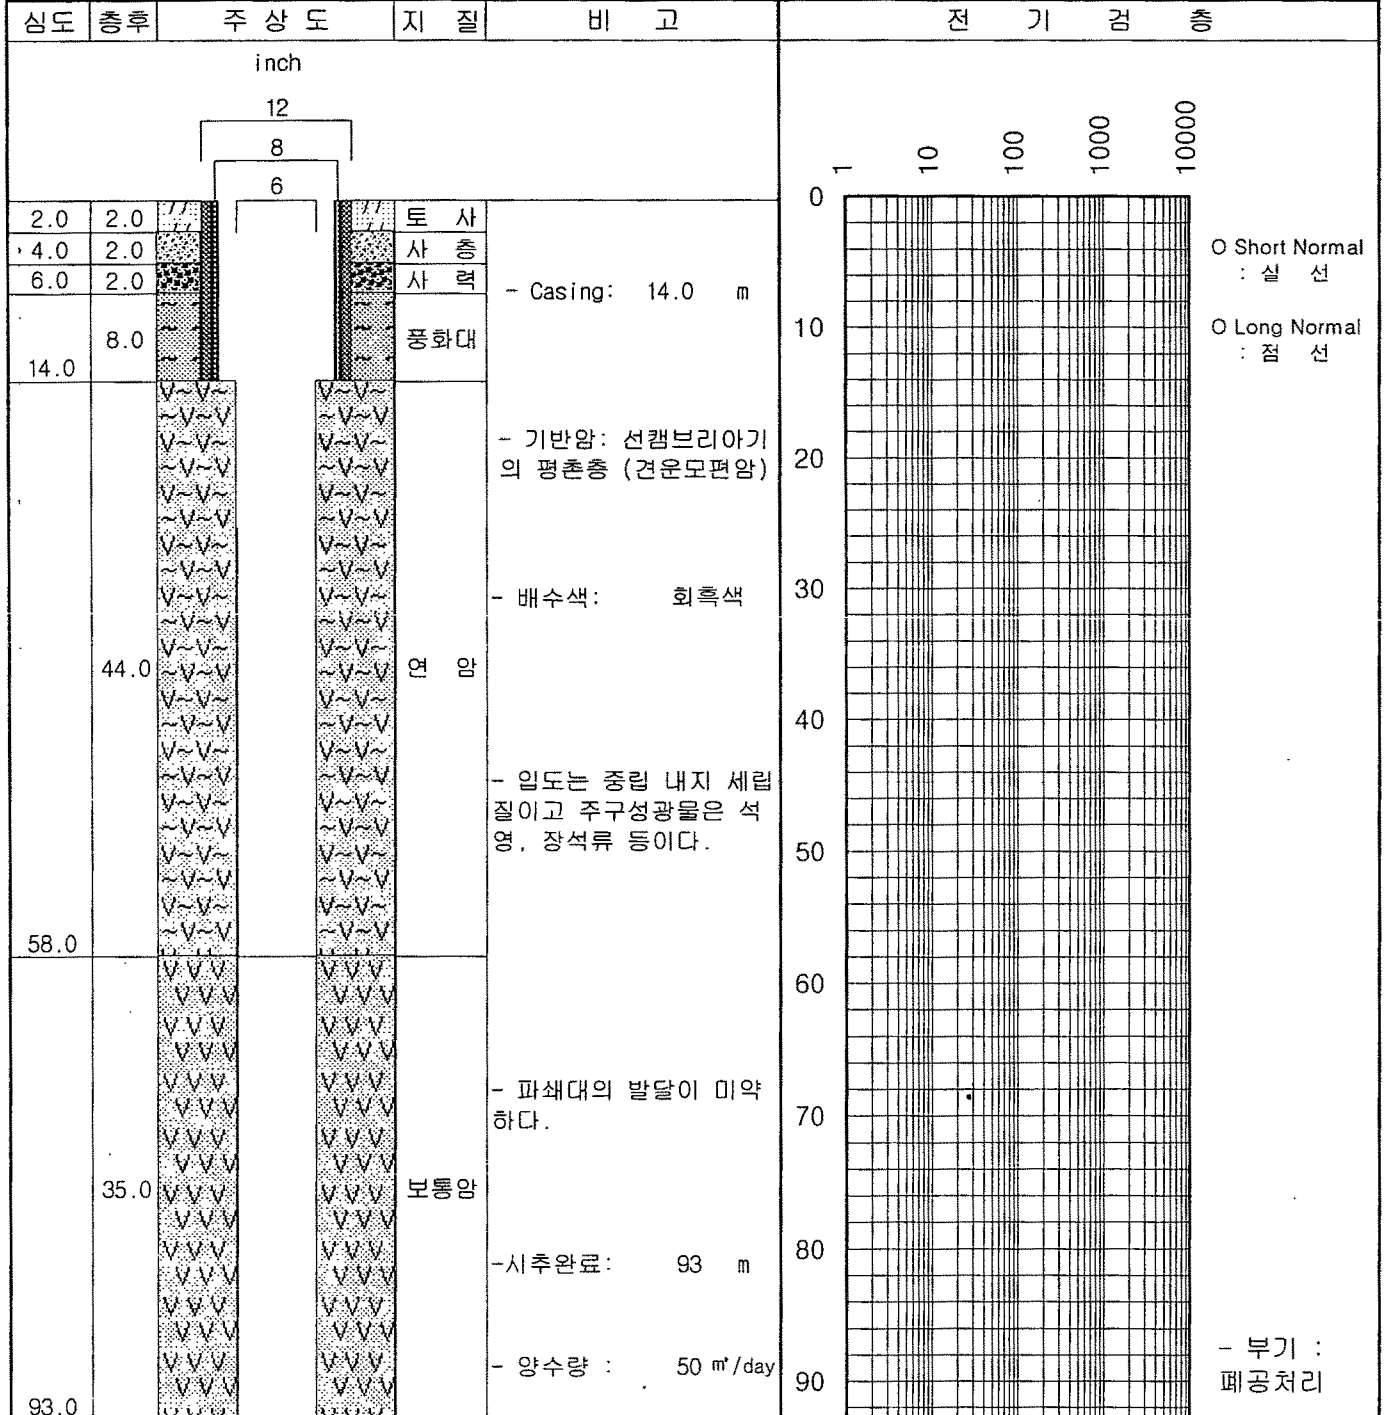 심도 층후 주 상 도 지 질 비 고 전 기 검 층
inch
12
8
6
1 10 100 1000 10000
0
2.0 2.0 토 사
4.0 2.0 사 층
6.0 2.0 사 력
- Casing: 14.0 m
8.0 풍화대
14.0
O Short Normal
: 실 선
O Long Normal
: 점 선
10
- 기반암: 선캠브리아기
의 평촌층 (견운모편암)
20
- 배수색: 회흑색
30
44.0 연 암
40
- 입도는 중립 내지 세립
질이고 주구성광물은 석
영, 장석류 등이다.
50
58.0
60
- 파쇄대의 발달이 미약
하다.
70
35.0 보통암
80
-시추완료: 93 m
- 양수량 : 50 ㎥/day
90
- 부기 :
폐공처리
93.0